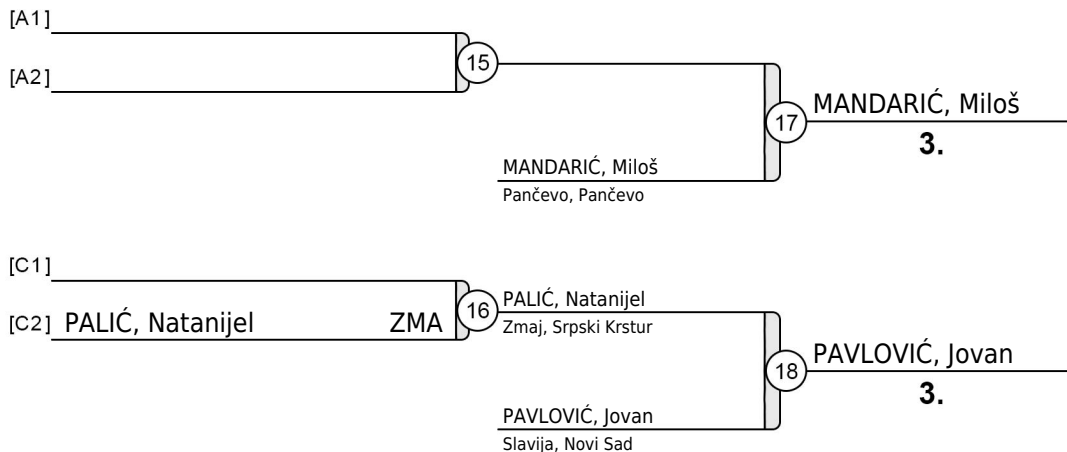 [A1]
[A2]
15
17
MANDARIĆ, Miloš
3.
MANDARIĆ, Miloš
Pančevo, Pančevo
[C1]
[C2] PALIĆ, Natanijel ZMA
16
PALIĆ, Natanijel
Zmaj, Srpski Krstur
18
PAVLOVIĆ, Jovan
3.
PAVLOVIĆ, Jovan
Slavija, Novi Sad